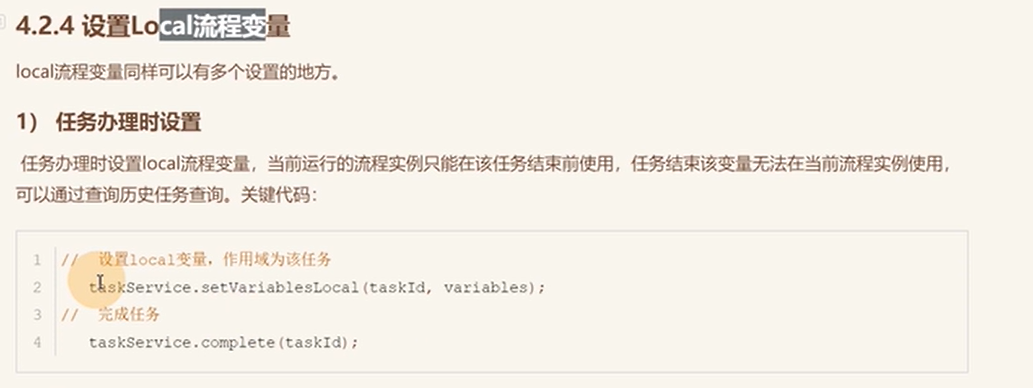 4.2.4 设置Local流程变量
local流程变量同样可以有多个设置的地方。
1） 任务办理时设置
任务办理时设置local流程变量，当前运行的流程实例只能在该任务结束前使用，任务结束该变量无法在当前流程实例使用，
可以通过查询历史任务查询。关键代码：
1 // 设置local变量，作用域为该任务
2 taskService.setVariablesLocal(taskId, variables);
3 // 完成任务
4 taskService.complete(taskId);